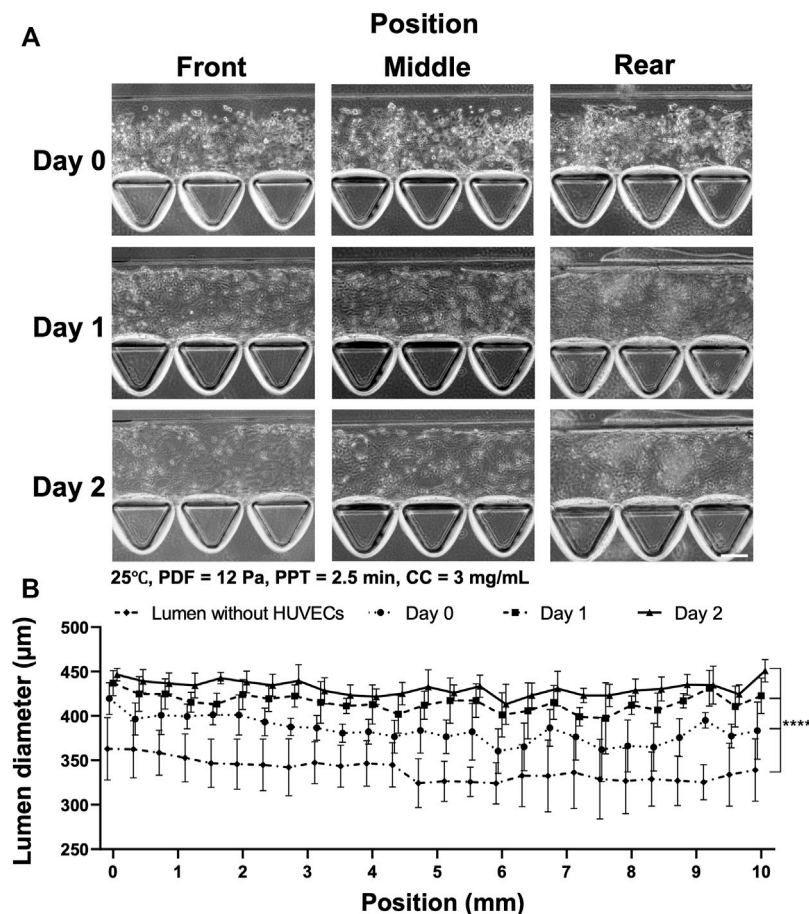 A
Position
Front Middle Rear
Day 0
Day 1
Day 2
25℃, PDF = 12 Pa, PPT = 2.5 min, CC = 3 mg/mL
B
Lumen without HUVECs Day 0 Day 1 Day 2
Lumen diameter (μm)
500
450
400
350
300
250
****
0 1 2 3 4 5 6 7 8 9 10
Position (mm)